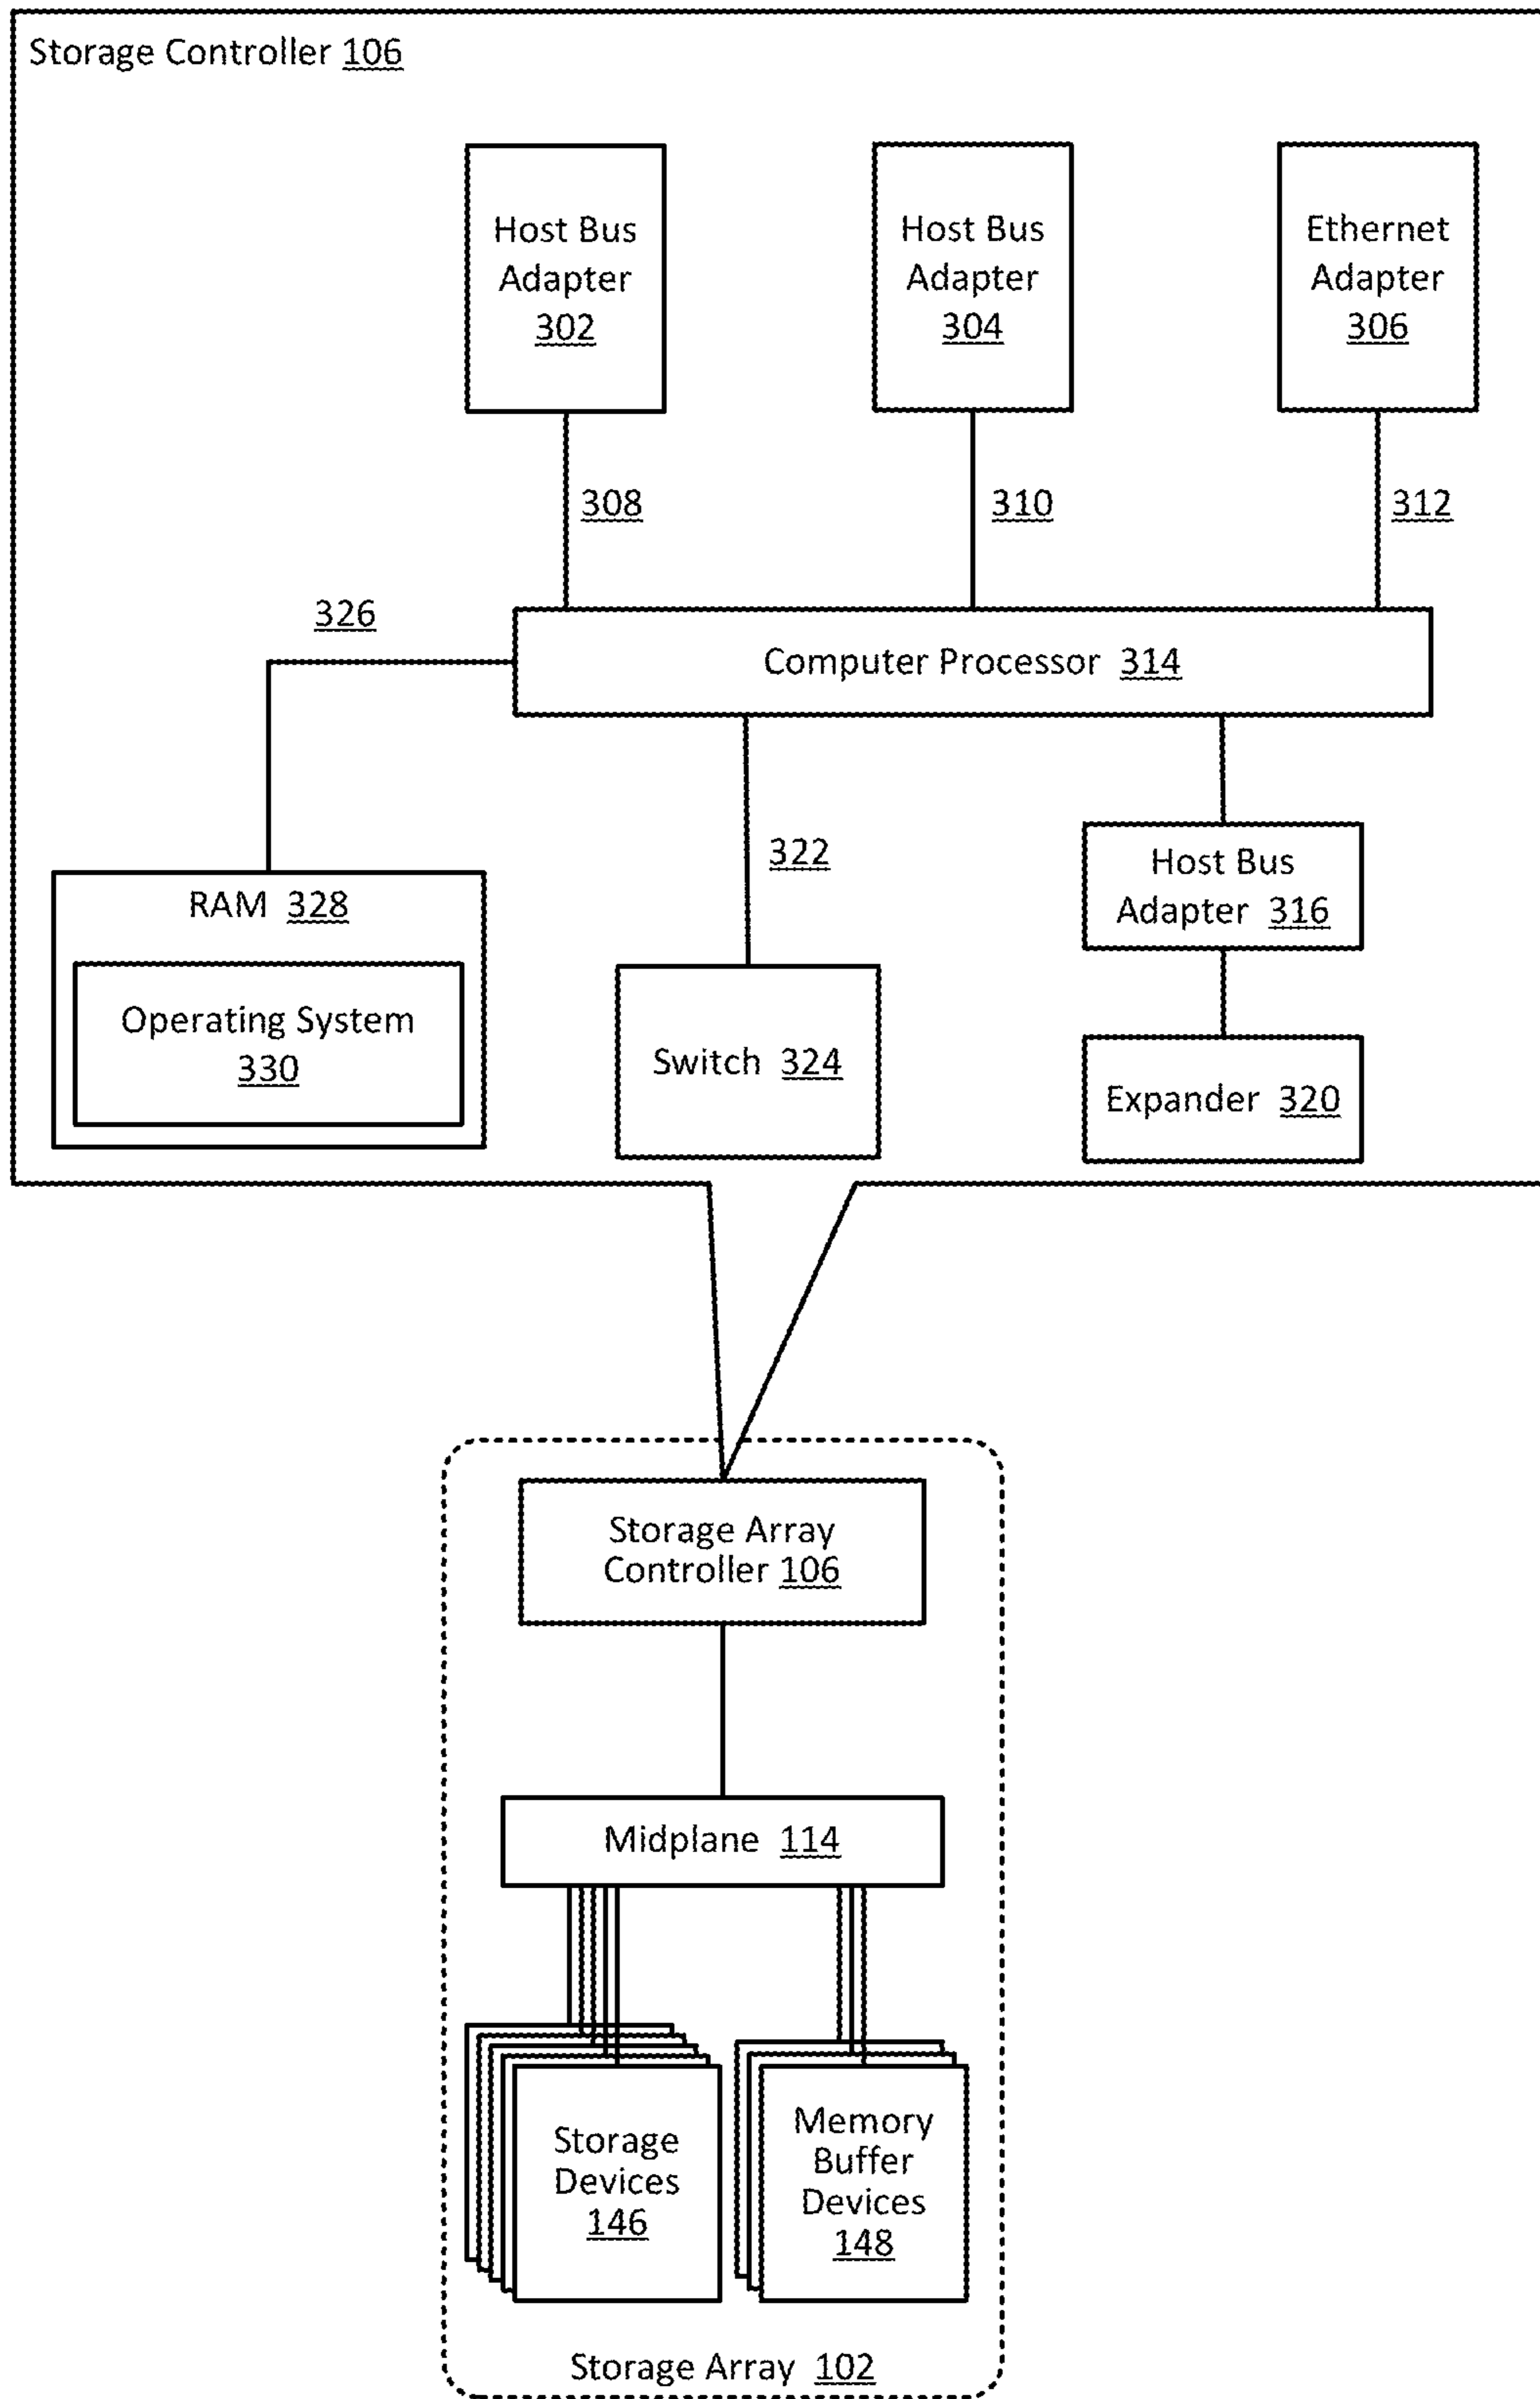 Storage Controller 106
Host Bus
Adapter
302
Host Bus
Adapter
304
Ethernet
Adapter
306
308
310
312
326
Computer Processor 314
322
Host Bus
Adapter 316
RAM 328
Operating System
330
Switch 324
Expander 320
Storage Array
Controller 106
Midplane 114
Storage
Devices
146
Memory
Buffer
Devices
148
Storage Array 102